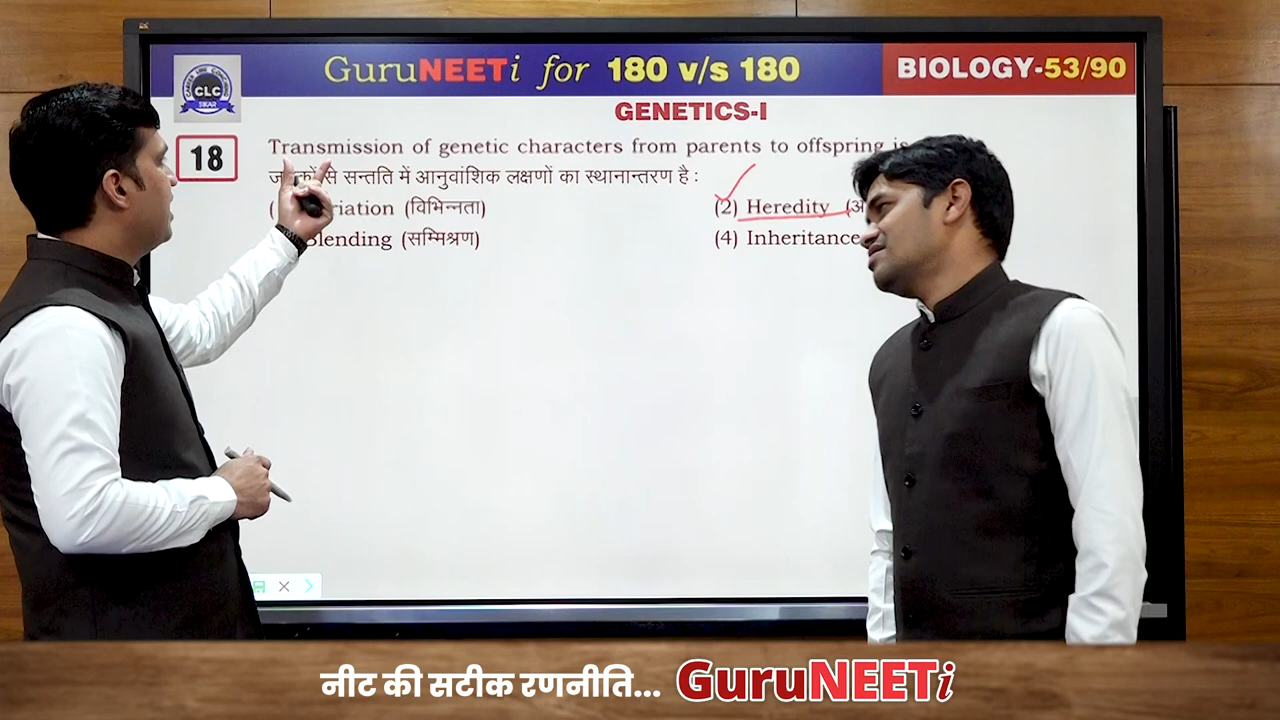 GuruNEETi for 180 v/s 180
BIOLOGY-53/90
CLC
SIKAR
GENETICS-I
18
Transmission of genetic characters from parents to offspring is
से सन्तति में आनुवांशिक लक्षणों का स्थानान्तरण है :
(विभिन्नता)
(2) Heredity
Blending (सम्मिश्रण)
(4) Inheritance
नीट की सटीक रणनीति... GuruNEETi